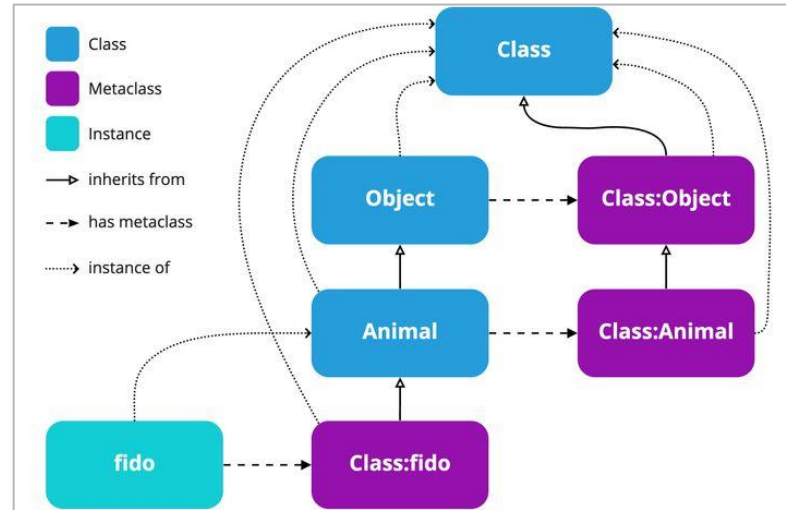 Class
Metaclass
Instance
inherits from
has metaclass
instance of
Class
Object
Class:Object
Animal
Class:Animal
fido
Class:fido